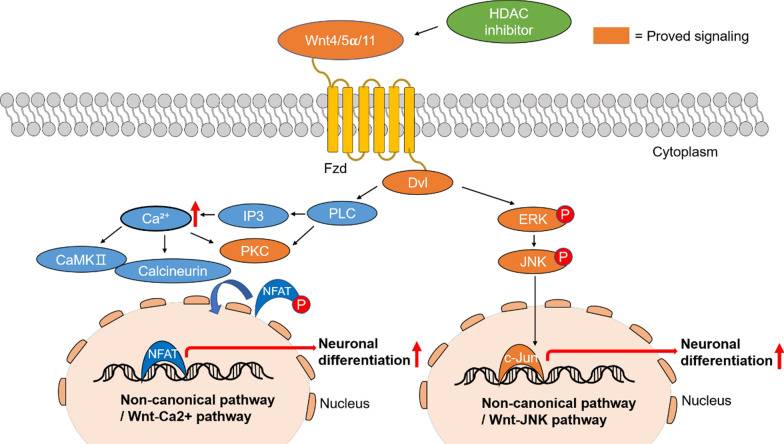 HDAC
inhibitor
Wnt4/5α/11
= Proved signaling
Cytoplasm
Fzd
Dvl
Ca²⁺
IP3
PLC
ERK
P
CaMKⅡ
Calcineurin
PKC
JNK
P
NFAT
P
NFAT
Neuronal
differentiation
c-Jun
Neuronal
differentiation
Non-canonical pathway
/ Wnt-Ca2+ pathway
Nucleus
Non-canonical pathway
/ Wnt-JNK pathway
Nucleus